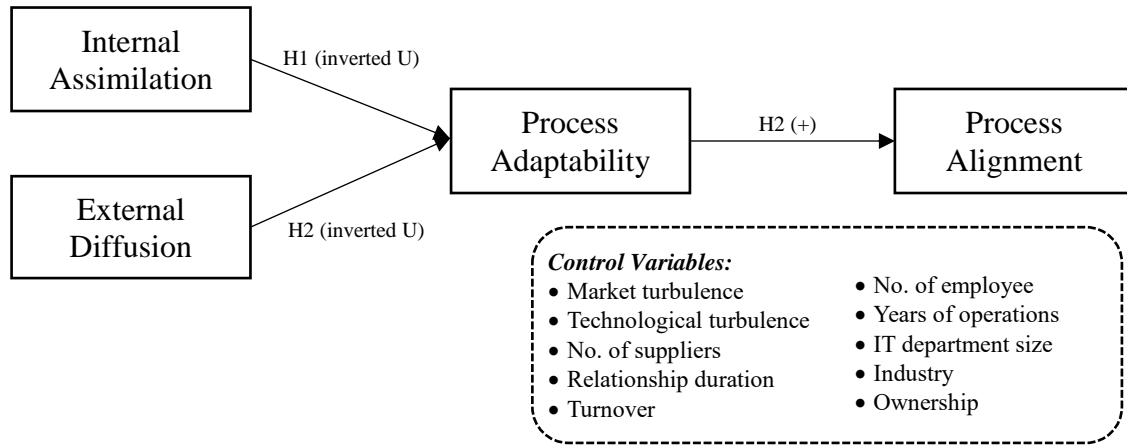 Internal
Assimilation
H1 (inverted U)
External
Diffusion
H2 (inverted U)
Process
Adaptability
H2 (+)
Process
Alignment
Control Variables:
• Market turbulence
• Technological turbulence
• No. of suppliers
• Relationship duration
• Turnover
• No. of employee
• Years of operations
• IT department size
• Industry
• Ownership